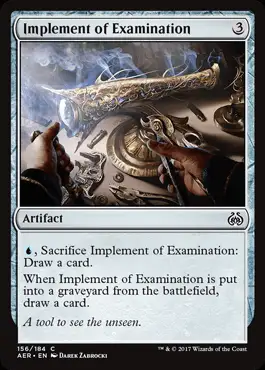 Implement of Examination 3
Artifact
, Sacrifice Implement of Examination:
Draw a card.
When Implement of Examination is put
into a graveyard from the battlefield,
draw a card.
A tool to see the unseen.
156/184 C
AER • EN DAREK ZABROCKI
™ & © 2017 Wizards of the Coast